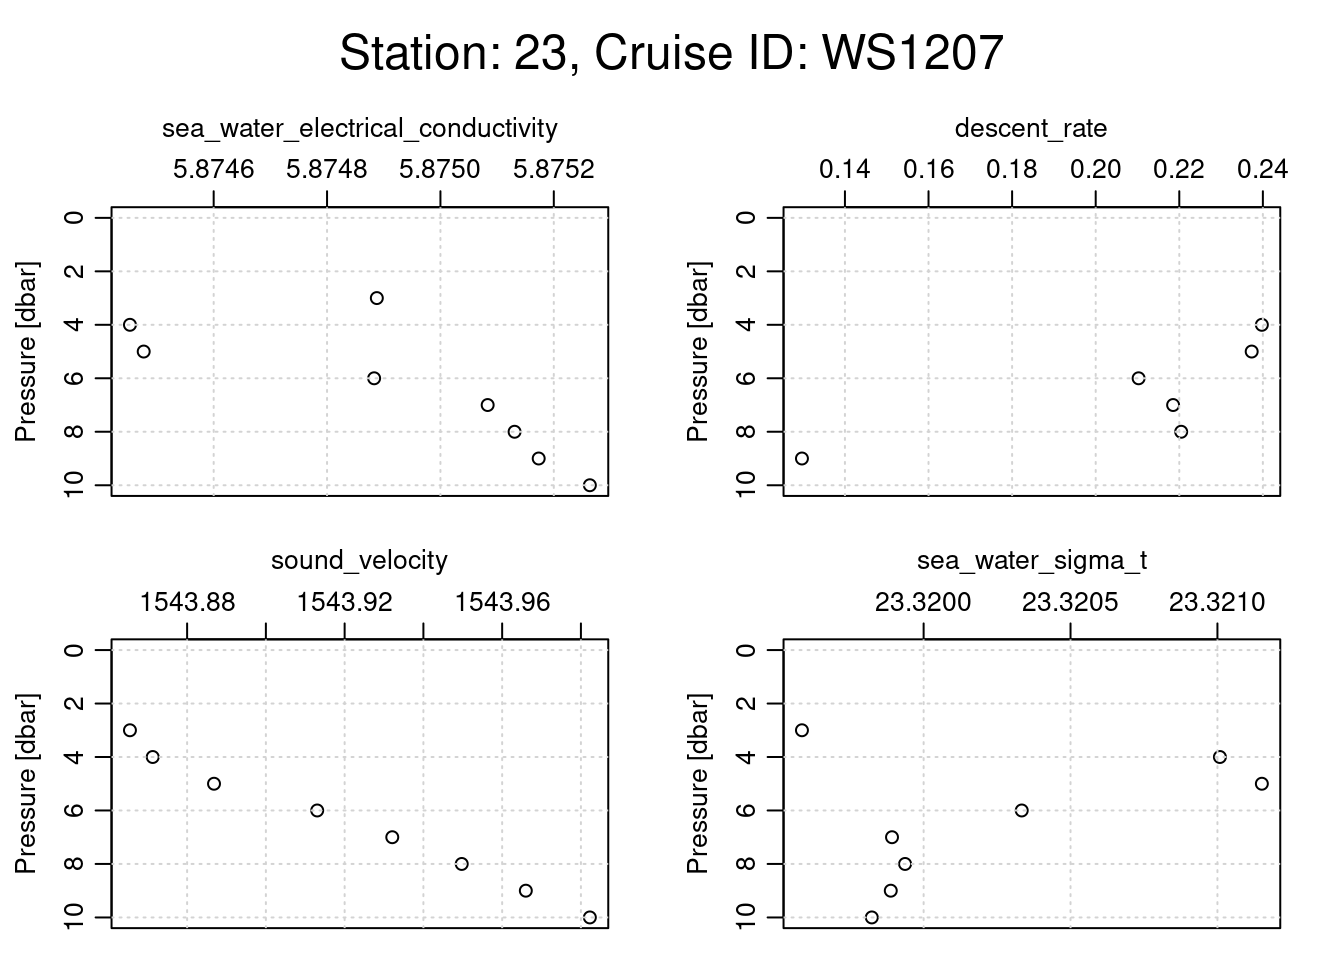 Station: 23, Cruise ID: WS1207
sea_water_electrical_conductivity
5.8746 5.8748 5.8750 5.8752
Pressure [dbar]
0
2
4
6
8
10
descent_rate
0.14 0.16 0.18 0.20 0.22 0.24
Pressure [dbar]
0
2
4
6
8
10
sound_velocity
1543.88 1543.92 1543.96
Pressure [dbar]
0
2
4
6
8
10
sea_water_sigma_t
23.3200 23.3205 23.3210
Pressure [dbar]
0
2
4
6
8
10